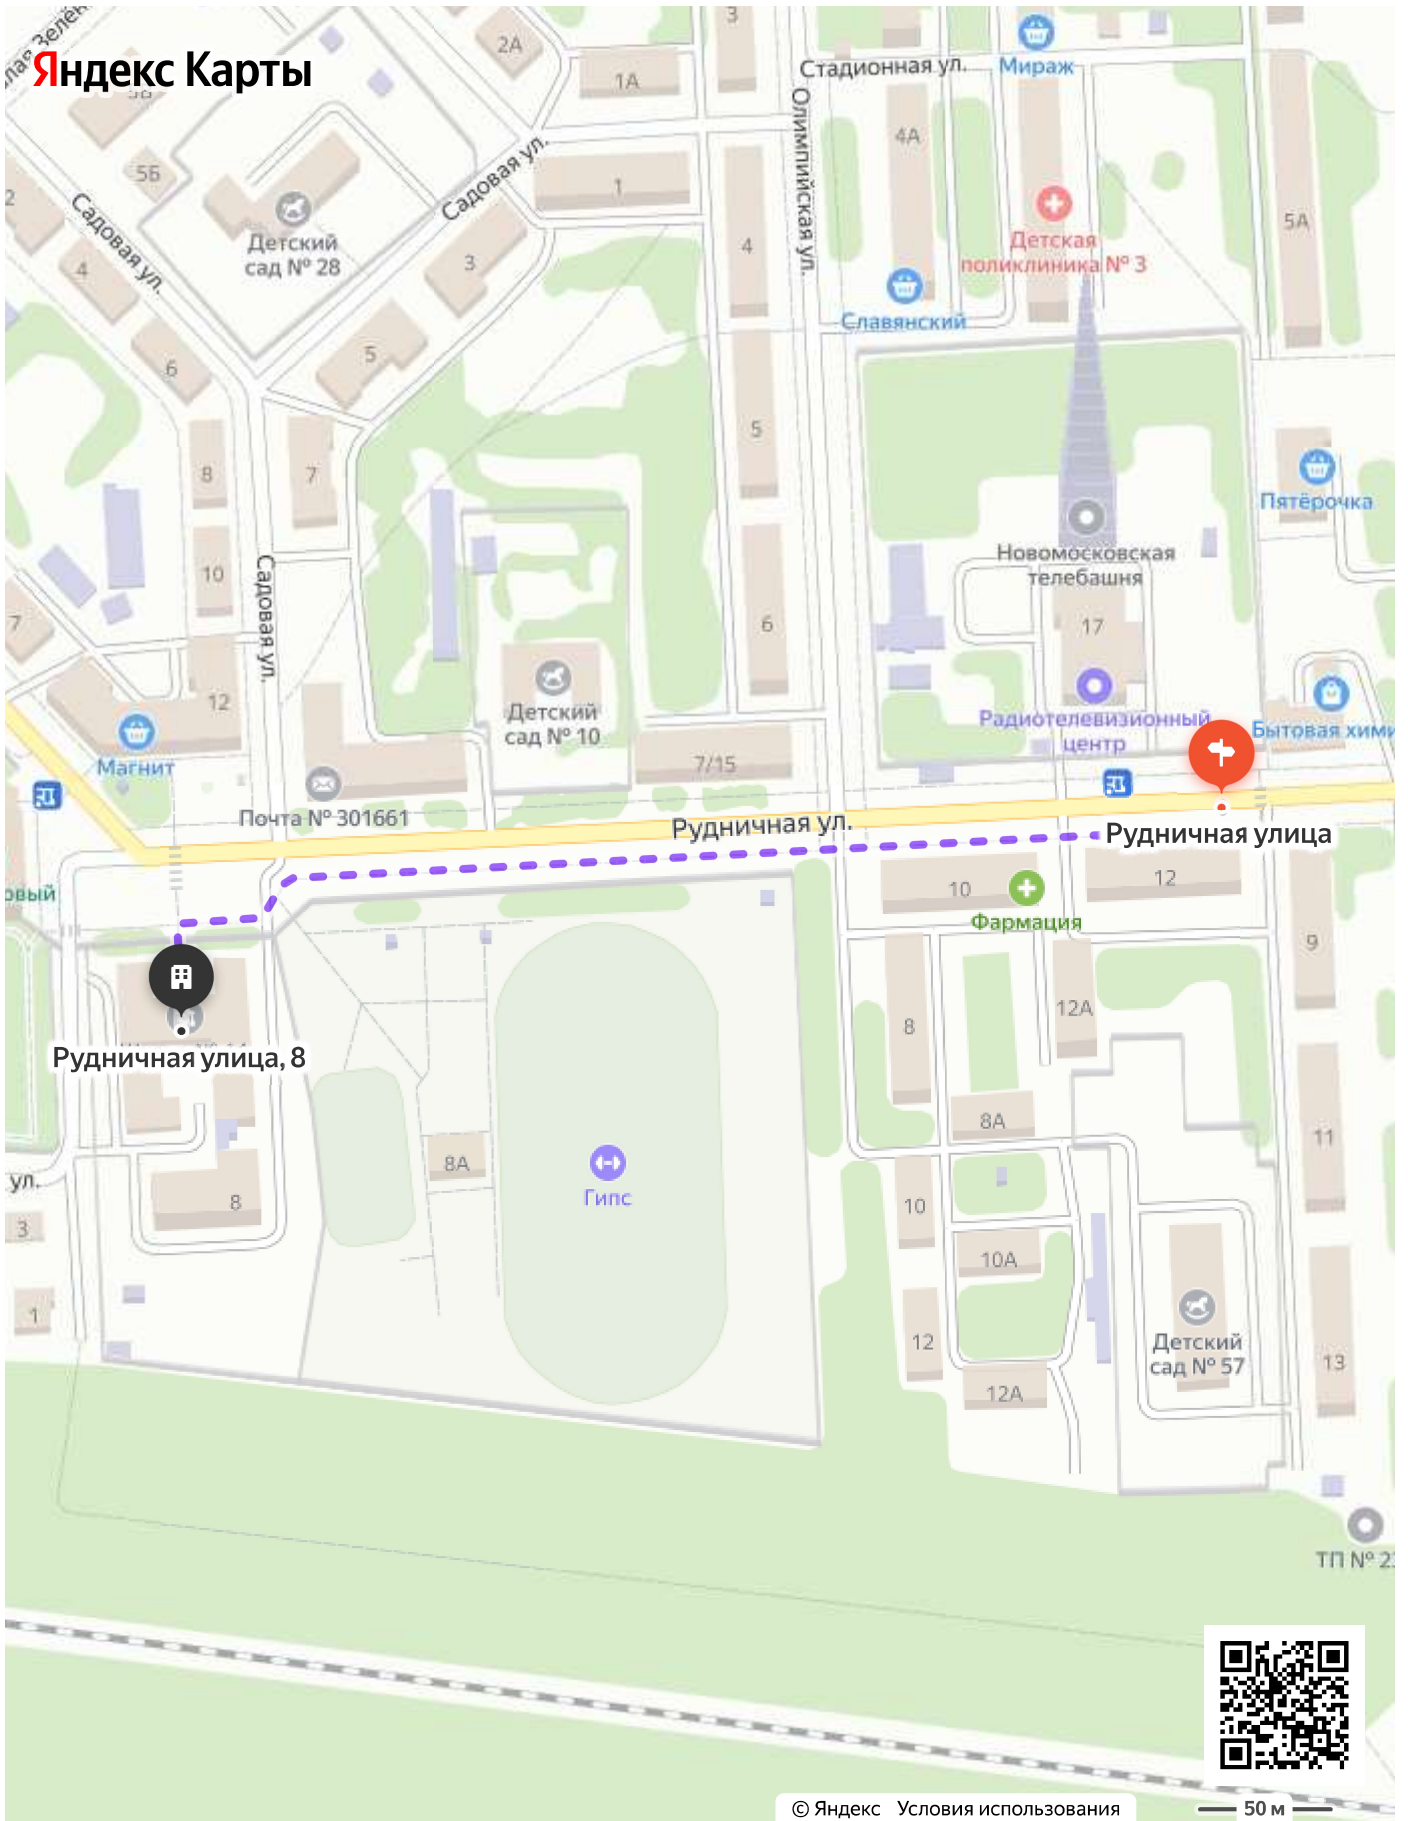 Яндекс Карты
3
2А
1А
Стадионная ул.
Мираж
5В
Олимпийская ул.
4А
5Б
Садовая ул.
1
2
Садовая ул.
Детский
сад № 28
4
3
4
Детская
поликлиника № 3
5А
Славянский
6
5
5
8
7
Пятёрочка
Новомосковская
телебашня
10
Садовая ул.
7
6
17
12
Детский
сад № 10
Радиотелевизионный
центр
Бытовая хими
Магнит
7/15
Почта № 301661
Рудничная ул.
Рудничная улица
овый
10
12
Фармация
9
8
12А
Рудничная улица, 8
8А
11
8А
ул.
Гипс
8
10
3
10А
1
12
Детский
сад № 57
13
12А
ТП № 23
© Яндекс Условия использования
50 м